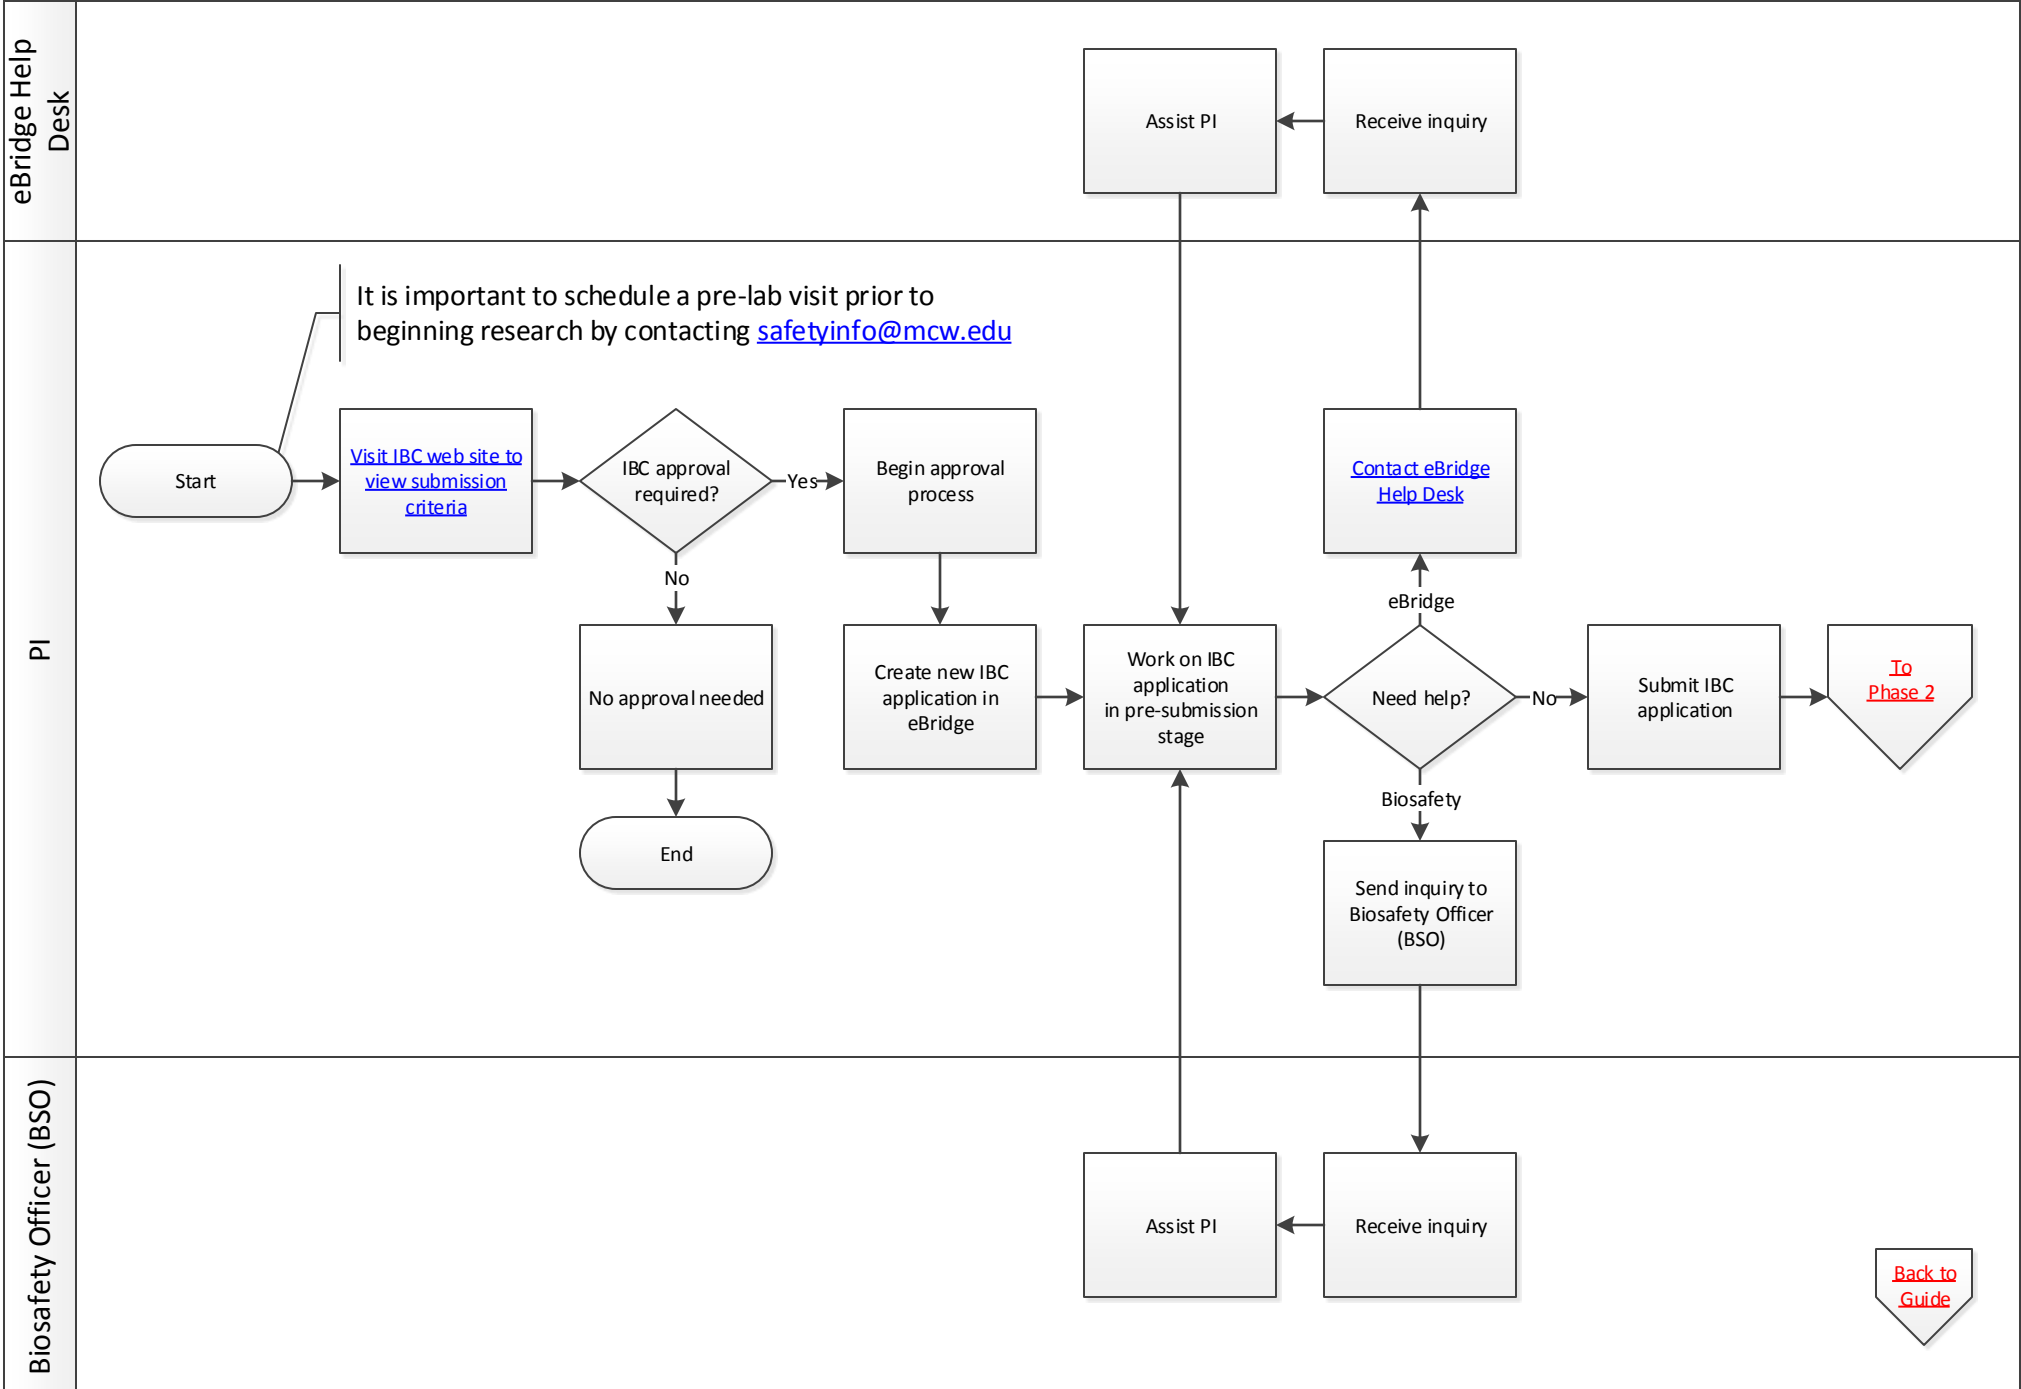 eBridge Help
Desk
Assist PI
Receive inquiry
PI
It is important to schedule a pre-lab visit prior to
beginning research by contacting safetyinfo@mcw.edu
Start
Visit IBC web site to
view submission
criteria
IBC approval
required?
Yes
Begin approval
process
Contact eBridge
Help Desk
No
eBridge
No approval needed
Create new IBC
application in
eBridge
Work on IBC
application
in pre-submission
stage
Need help?
No
Submit IBC
application
To
Phase 2
Biosafety
End
Send inquiry to
Biosafety Officer
(BSO)
Biosafety Officer (BSO)
Assist PI
Receive inquiry
Back to
Guide